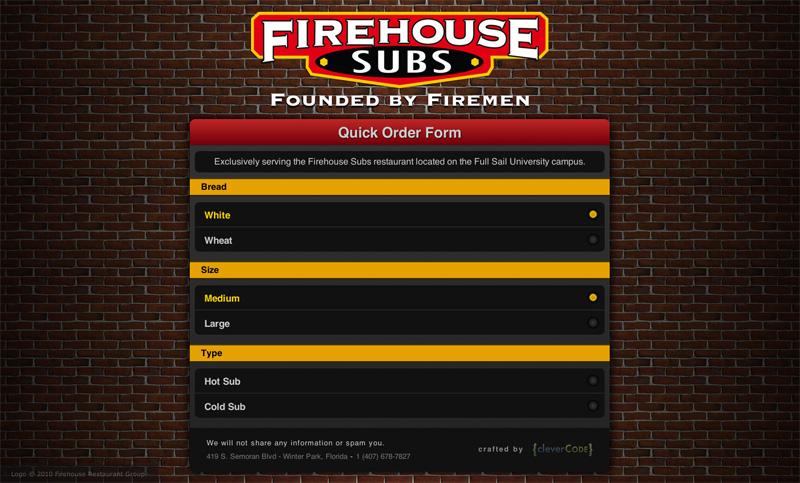 FIREHOUSE
SUBS
FOUNDED BY FIREMEN
Quick Order Form
Exclusively serving the Firehouse Subs restaurant located on the Full Sail University campus.
Bread
White
Wheat
Size
Medium
Large
Type
Hot Sub
Cold Sub
We will not share any information or spam you.
419 S. Semoran Blvd - Winter Park, Florida - 1 (407) 678-7827
crafted by {cleverCODE}
Logo © 2010 Firehouse Restaurant Group